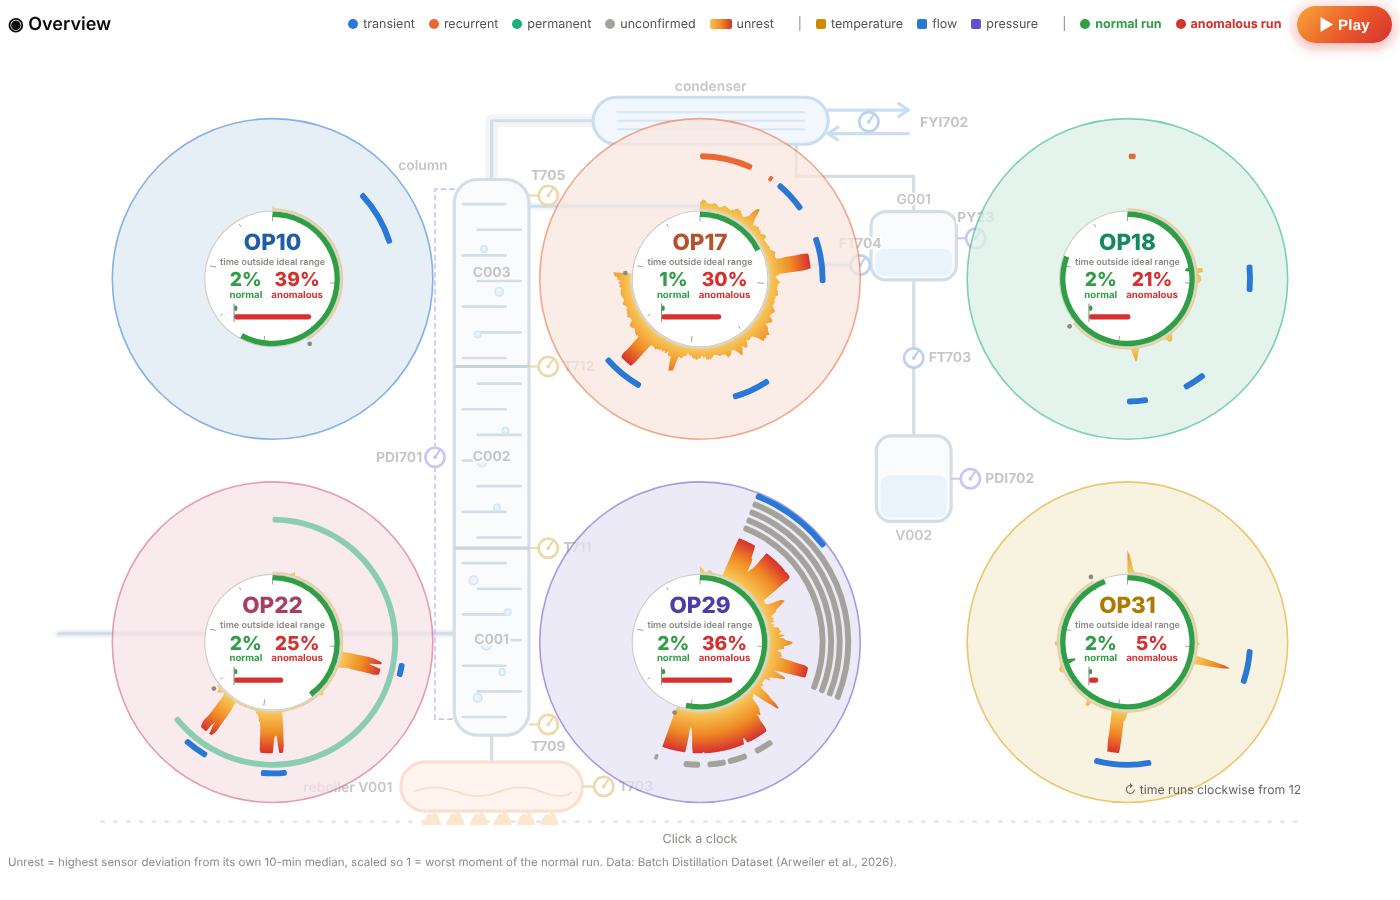 ◉ Overview
transient
recurrent
permanent
unconfirmed
unrest
temperature
flow
pressure
normal run
anomalous run
▶ Play
condenser
FYI702
column
T705
G001
PY23
FT704
C003
OP10
time outside ideal range
2% 39%
normal anomalous
OP17
time outside ideal range
1% 30%
normal anomalous
OP18
time outside ideal range
2% 21%
normal anomalous
T712
FT703
PDI701
C002
PDI702
V002
T711
OP22
time outside ideal range
2% 25%
normal anomalous
C001
OP29
time outside ideal range
2% 36%
normal anomalous
OP31
time outside ideal range
2% 5%
normal anomalous
T709
reboiler V001
T703
↻ time runs clockwise from 12
Click a clock
Unrest = highest sensor deviation from its own 10-min median, scaled so 1 = worst moment of the normal run. Data: Batch Distillation Dataset (Arweiler et al., 2026).